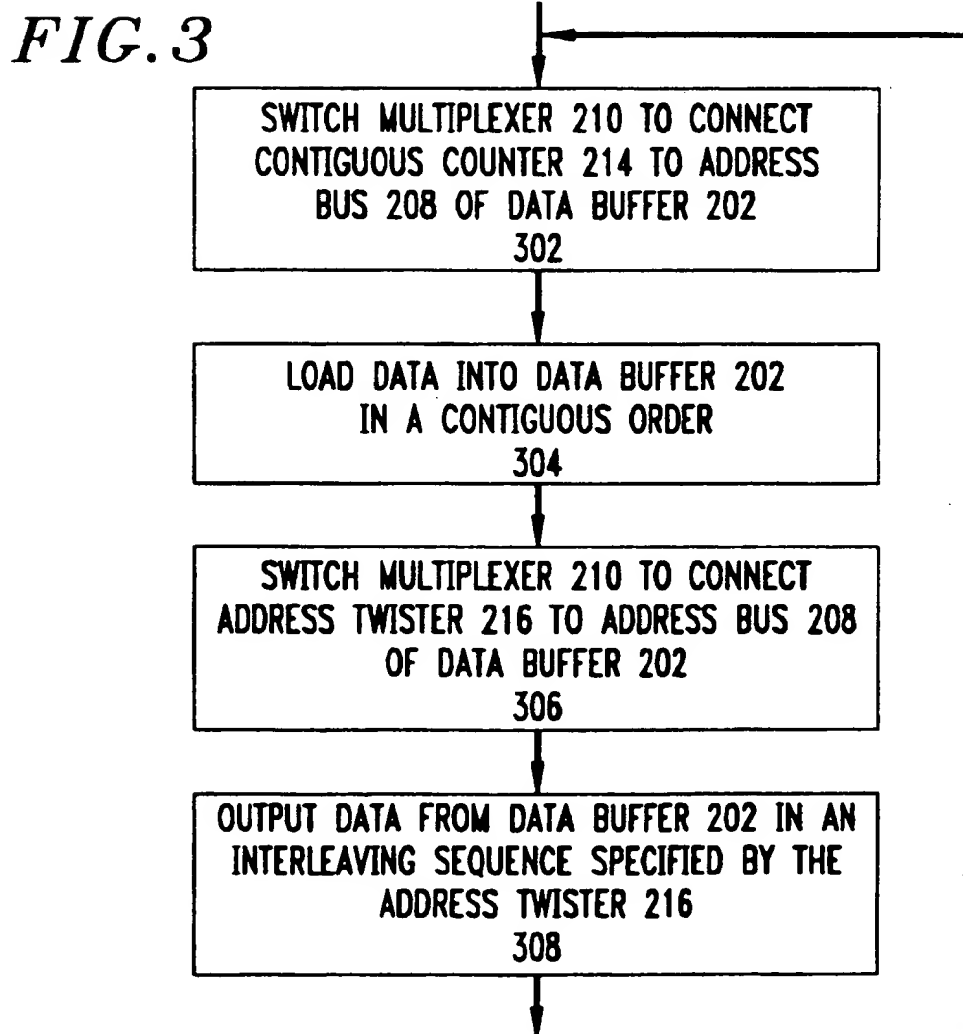 FIG. 3
SWITCH MULTIPLEXER 210 TO CONNECT
CONTIGUOUS COUNTER 214 TO ADDRESS
BUS 208 OF DATA BUFFER 202
302
LOAD DATA INTO DATA BUFFER 202
IN A CONTIGUOUS ORDER
304
SWITCH MULTIPLEXER 210 TO CONNECT
ADDRESS TWISTER 216 TO ADDRESS BUS 208
OF DATA BUFFER 202
306
OUTPUT DATA FROM DATA BUFFER 202 IN AN
INTERLEAVING SEQUENCE SPECIFIED BY THE
ADDRESS TWISTER 216
308